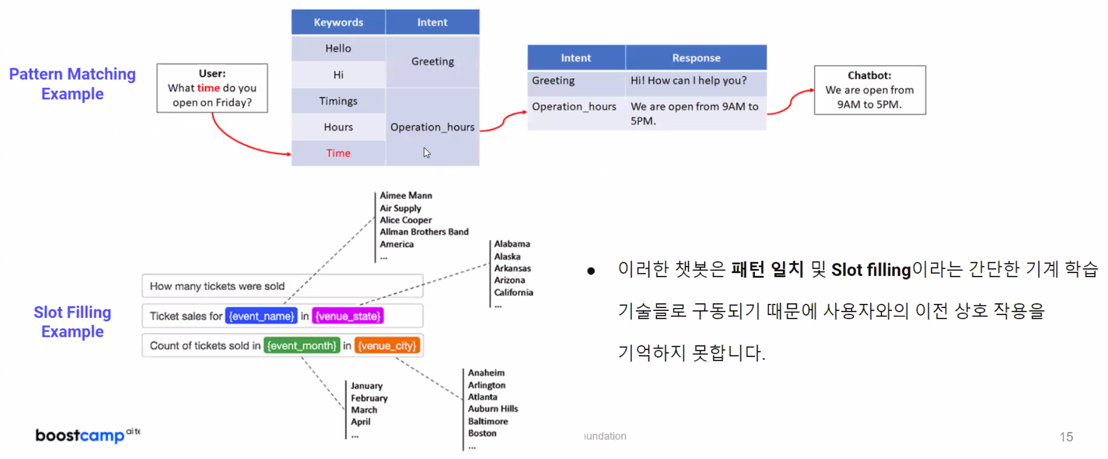 Pattern Matching
Example
User:
What time do you
open on Friday?
Keywords
Intent
Hello
Hi
Greeting
Timings
Hours
Time
Operation_hours
Intent
Response
Greeting
Hi! How can I help you?
Operation_hours
We are open from 9AM to
5PM.
Chatbot:
We are open from
9AM to 5PM.
Slot Filling
Example
How many tickets were sold
Ticket sales for {event_name} in {venue_state}
Count of tickets sold in {event_month} in {venue_city}
Aimee Mann
Air Supply
Alice Cooper
Allman Brothers Band
America
...
Alabama
Alaska
Arkansas
Arizona
California
...
January
February
March
April
...
Anaheim
Arlington
Atlanta
Auburn Hills
Baltimore
Boston
...
● 이러한 챗봇은 패턴 일치 및 Slot filling이라는 간단한 기계 학습
기술들로 구동되기 때문에 사용자와의 이전 상호 작용을
기억하지 못합니다.
boostcamp ai te
oundation
15